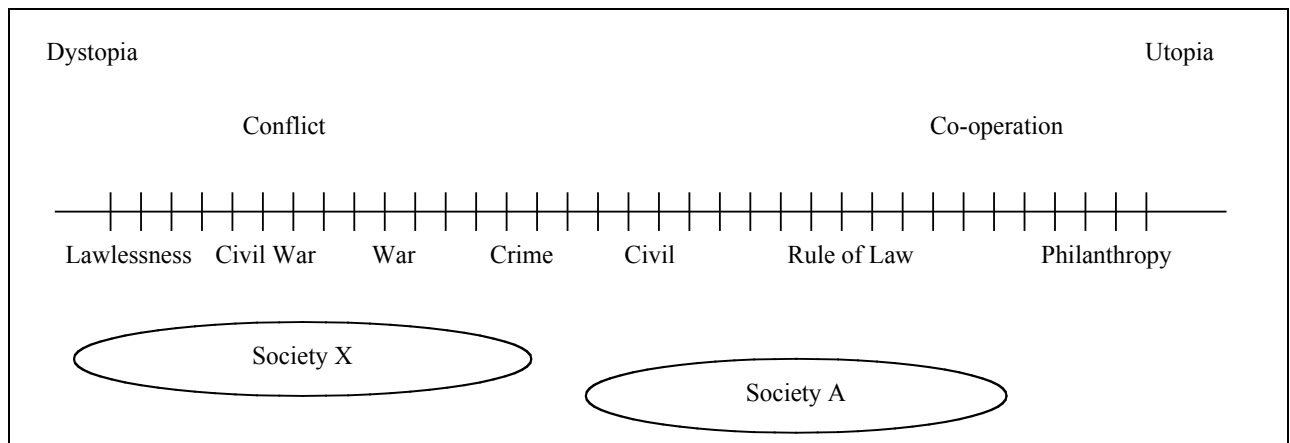 Dystopia Utopia
Conflict Co-operation
Lawlessness Civil War War Crime Civil Rule of Law Philanthropy
Society X
Society A